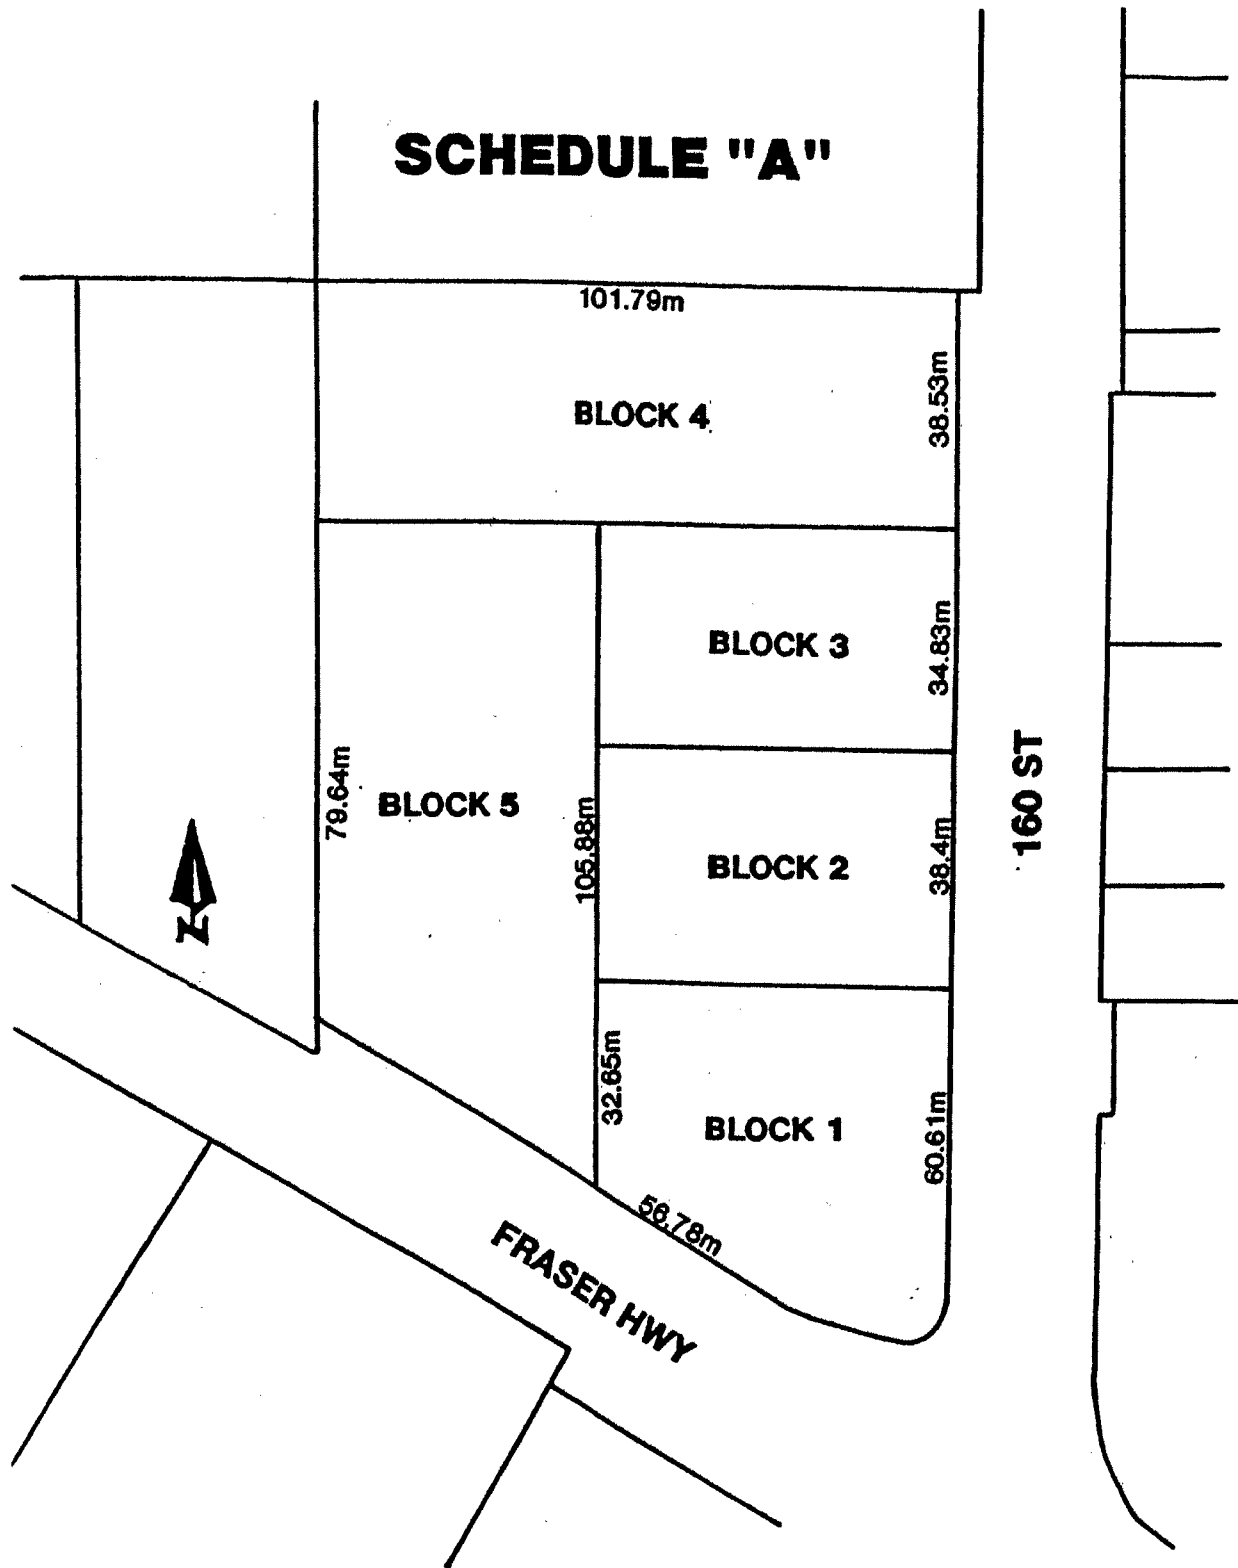 SCHEDULE "A"
101.79m
BLOCK 4
38.53m
BLOCK 3
34.83m
79.64m
BLOCK 5
105.88m
BLOCK 2
38.4m
160 ST
N
32.65m
BLOCK 1
60.61m
56.78m
FRASER HWY